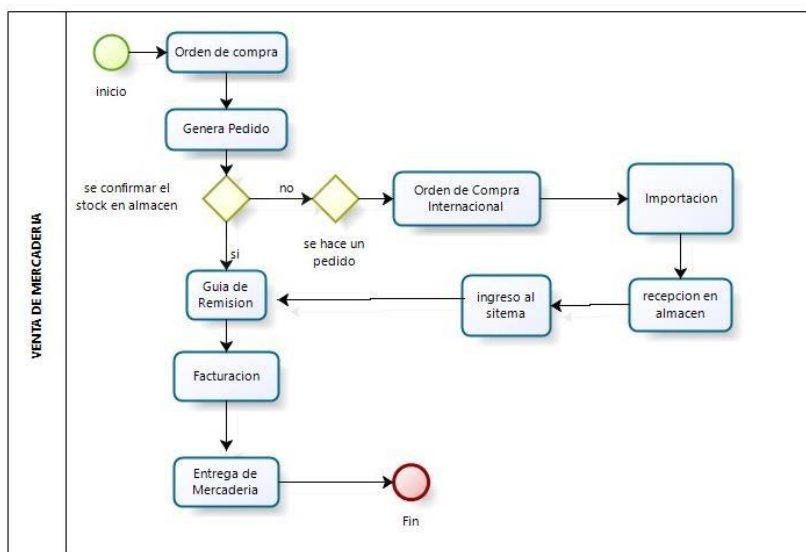 VENTA DE MERCADERIA
Orden de compra
inicio
Genera Pedido
se confirmar el
stock en almacen
no
si
se hace un
pedido
Orden de Compra
Internacional
Importacion
recepcion en
almacen
ingreso al
sitema
Guia de
Remision
Facturacion
Entrega de
Mercaderia
Fin